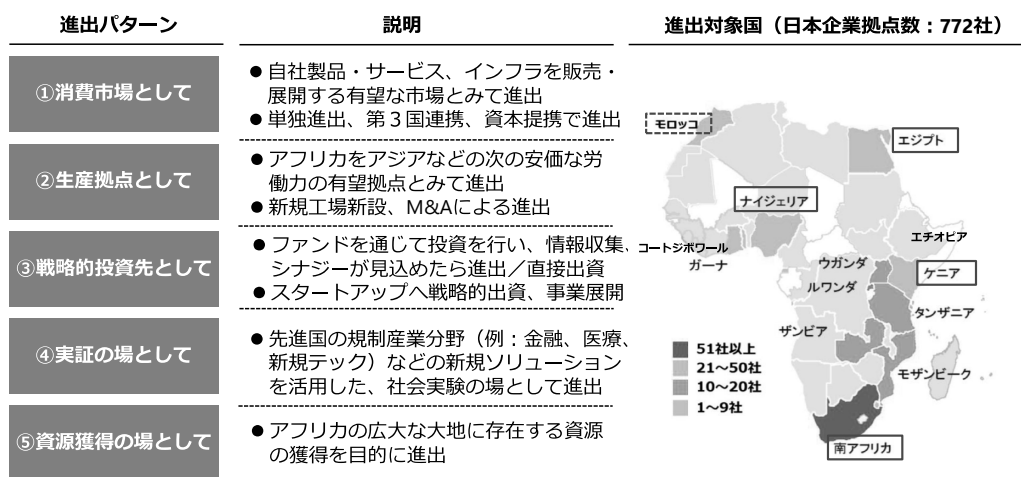 進出パターン
説明
進出対象国（日本企業拠点数：772社）
①消費市場として
● 自社製品・サービス、インフラを販売・
展開する有望な市場とみて進出
● 単独進出、第３国連携、資本提携で進出
②生産拠点として
● アフリカをアジアなどの次の安価な労
働力の有望拠点とみて進出
● 新規工場新設、M&Aによる進出
③戦略的投資先として
● ファンドを通じて投資を行い、情報収集、
シナジーが見込めたら進出／直接出資
● スタートアップへ戦略的出資、事業展開
④実証の場として
● 先進国の規制産業分野（例：金融、医療、
新規テック）などの新規ソリューション
を活用した、社会実験の場として進出
⑤資源獲得の場として
● アフリカの広大な大地に存在する資源
の獲得を目的に進出
モロッコ
エジプト
ナイジェリア
エチオピア
コートジボワール
ガーナ
ウガンダ
ケニア
ルワンダ
タンザニア
ザンビア
モザンビーク
南アフリカ
51社以上
21～50社
10～20社
1～9社